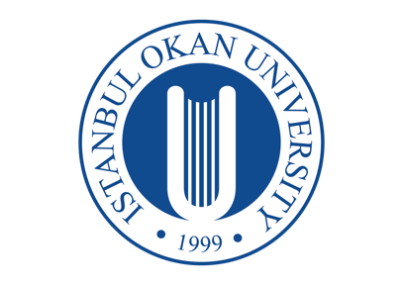 ISTANBUL OKAN UNIVERSITY
• 1999 •